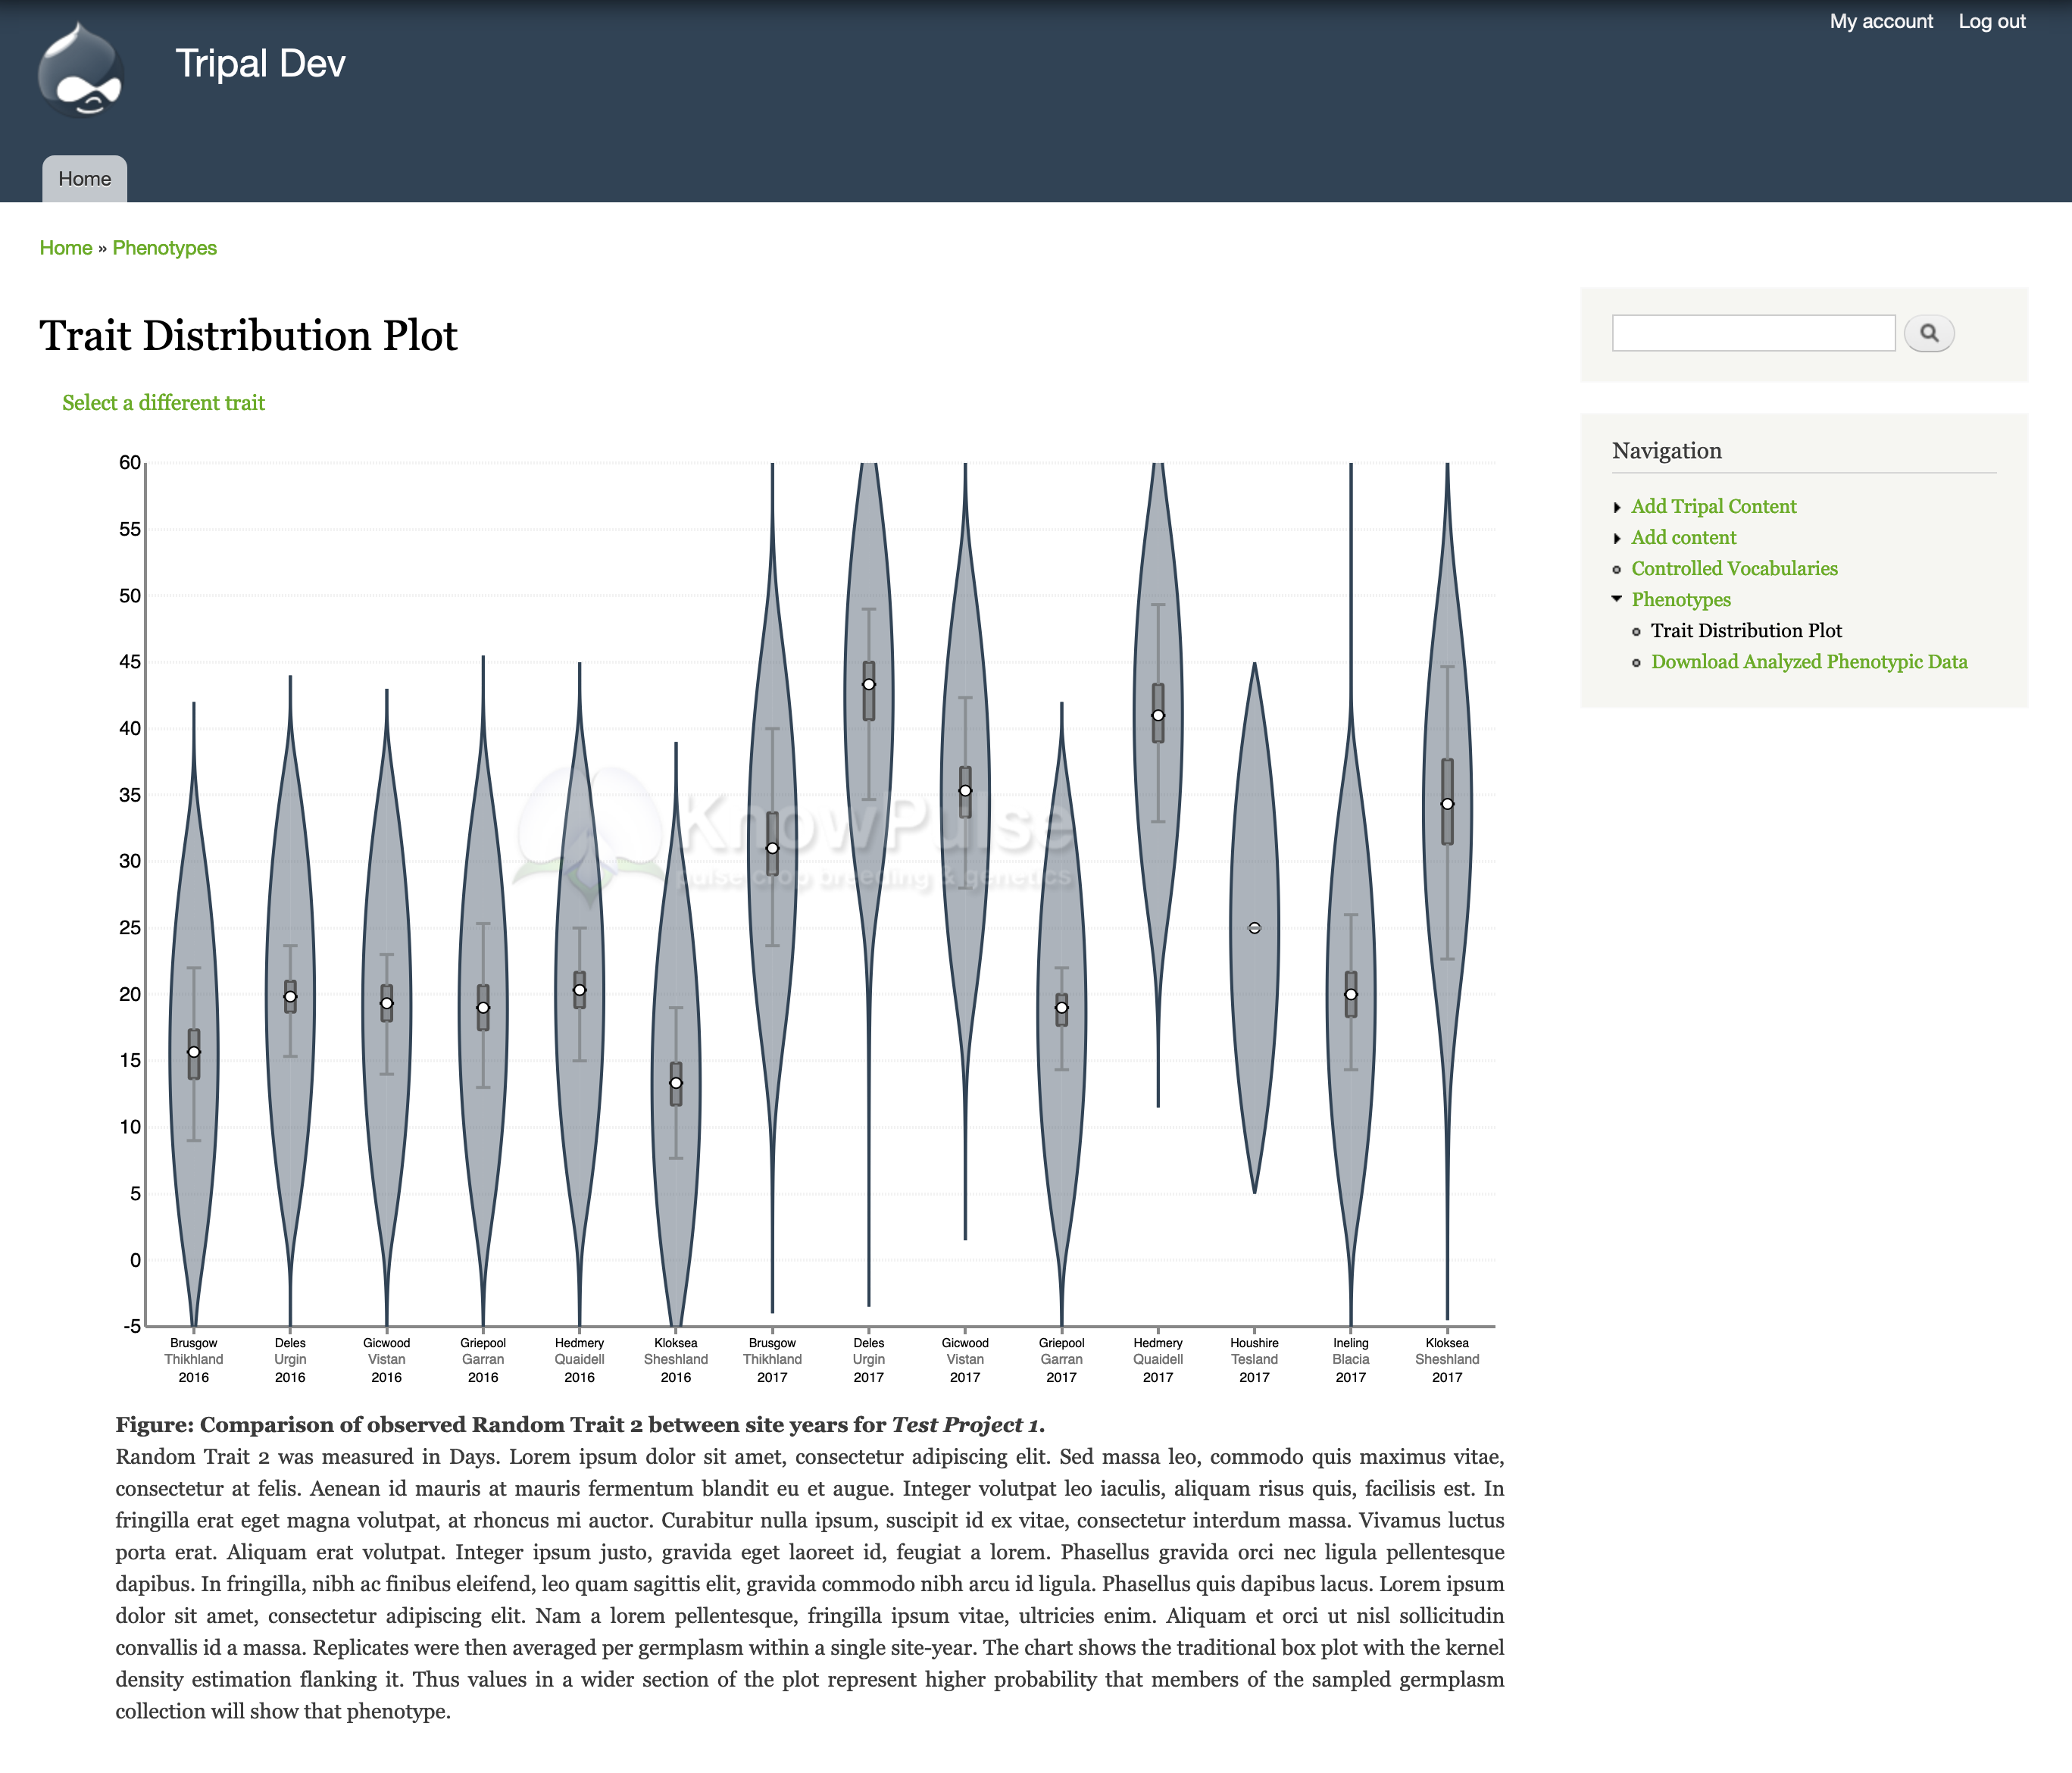 My account Log out
Tripal Dev
Home
Home » Phenotypes
Trait Distribution Plot
Select a different trait
Navigation
Add Tripal Content
Add content
Controlled Vocabularies
Phenotypes
Trait Distribution Plot
Download Analyzed Phenotypic Data
60
55
50
45
40
35
30
25
20
15
10
5
0
-5
KnowPulse
pulse crop breeding & genetics
Brusgow Deles Gicwood Griepool Hedmery Kloksea Brusgow Deles Gicwood Griepool Hedmery Houshire Ineling Kloksea
Thikhland Urgin Vistan Garran Quaidell Sheshland Thikhland Urgin Vistan Garran Quaidell Tesland Blacia Sheshland
2016 2016 2016 2016 2016 2016 2017 2017 2017 2017 2017 2017 2017 2017
Figure: Comparison of observed Random Trait 2 between site years for Test Project 1.
Random Trait 2 was measured in Days. Lorem ipsum dolor sit amet, consectetur adipiscing elit. Sed massa leo, commodo quis maximus vitae,
consectetur at felis. Aenean id mauris at mauris fermentum blandit eu et augue. Integer volutpat leo iaculis, aliquam risus quis, facilisis est. In
fringilla erat eget magna volutpat, at rhoncus mi auctor. Curabitur nulla ipsum, suscipit id ex vitae, consectetur interdum massa. Vivamus luctus
porta erat. Aliquam erat volutpat. Integer ipsum justo, gravida eget laoreet id, feugiat a lorem. Phasellus gravida orci nec ligula pellentesque
dapibus. In fringilla, nibh ac finibus eleifend, leo quam sagittis elit, gravida commodo nibh arcu id ligula. Phasellus quis dapibus lacus. Lorem ipsum
dolor sit amet, consectetur adipiscing elit. Nam a lorem pellentesque, fringilla ipsum vitae, ultricies enim. Aliquam et orci ut nisl sollicitudin
convallis id a massa. Replicates were then averaged per germplasm within a single site-year. The chart shows the traditional box plot with the kernel
density estimation flanking it. Thus values in a wider section of the plot represent higher probability that members of the sampled germplasm
collection will show that phenotype.